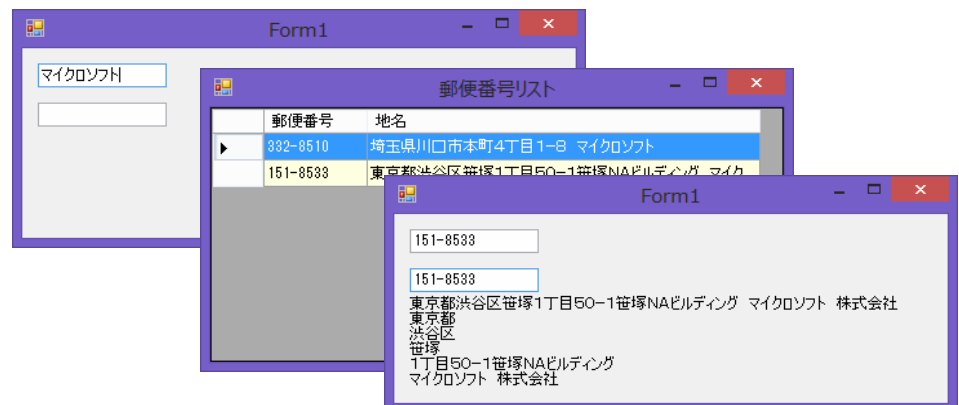 Form1
マイクロソフト
郵便番号リスト
郵便番号 地名
332-8510 埼玉県川口市本町4丁目1-8 マイクロソフト
151-8533 東京都渋谷区笹塚1丁目50-1笹塚NAビルディング マイク
Form1
151-8533
151-8533
東京都渋谷区笹塚1丁目50-1笹塚NAビルディング マイクロソフト 株式会社
東京都
渋谷区
笹塚
1丁目50-1笹塚NAビルディング
マイクロソフト 株式会社